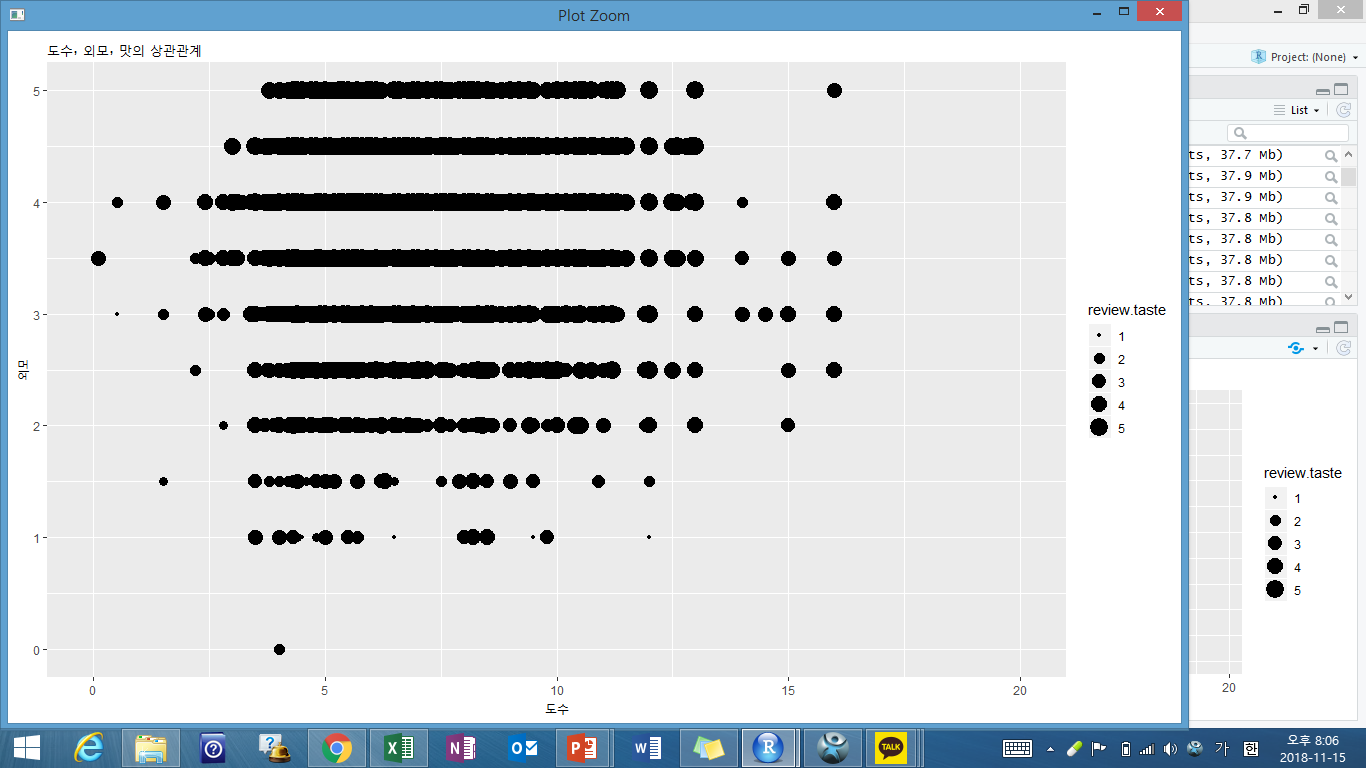 Plot Zoom
도수, 외모, 맛의 상관관계
외모
5
4
3
2
1
0
0
5
10
15
20
도수
review.taste
1
2
3
4
5
Project: (None)
List
ts, 37.7 Mb)
ts, 37.9 Mb)
ts, 37.9 Mb)
ts, 37.8 Mb)
ts, 37.8 Mb)
ts, 37.8 Mb)
ts, 37.8 Mb)
ts, 37.8 Mb)
review.taste
1
2
3
4
5
20
TALK
가
한
오후 8:06
2018-11-15